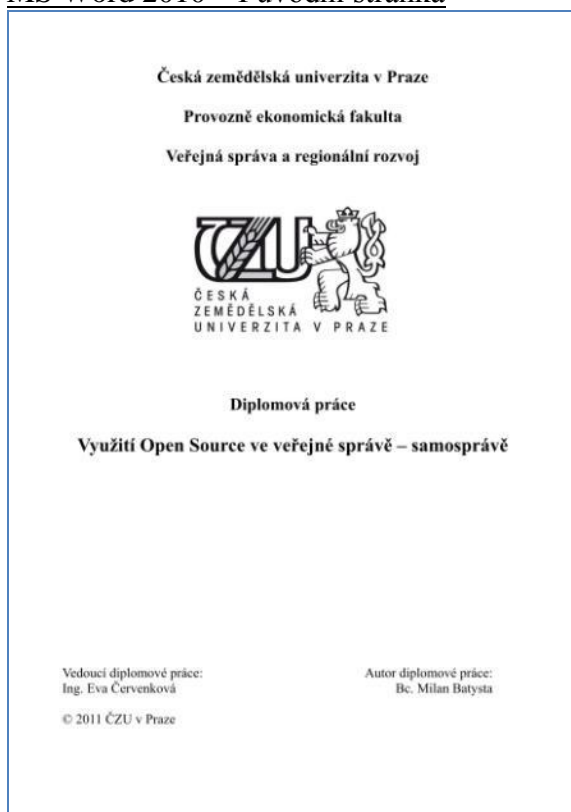 MS Word 2010 – Původní stránka
Česká zemědělská univerzita v Praze
Provozně ekonomická fakulta
Veřejná správa a regionální rozvoj
ČZU
ČESKÁ
ZEMĚDĚLSKÁ
UNIVERZITA V PRAZE
Diplomová práce
Využití Open Source ve veřejné správě – samosprávě
Vedoucí diplomové práce:
Ing. Eva Červenková
Autor diplomové práce:
Bc. Milan Batysta
© 2011 ČZU v Praze